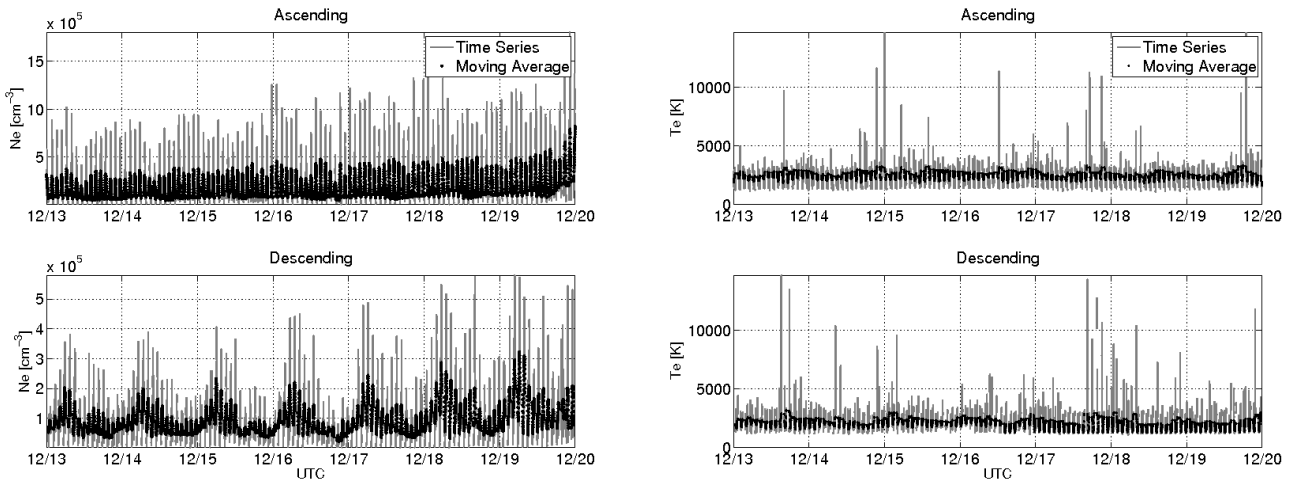 Ascending
x 10⁵
Time Series
Moving Average
Ne [cm⁻³]
15
10
5
12/13 12/14 12/15 12/16 12/17 12/18 12/19 12/20
Ascending
Time Series
Moving Average
Te [K]
10000
5000
0
12/13 12/14 12/15 12/16 12/17 12/18 12/19 12/20
Descending
x 10⁵
Ne [cm⁻³]
5
4
3
2
1
12/13 12/14 12/15 12/16 12/17 12/18 12/19 12/20
UTC
Descending
Te [K]
10000
5000
0
12/13 12/14 12/15 12/16 12/17 12/18 12/19 12/20
UTC